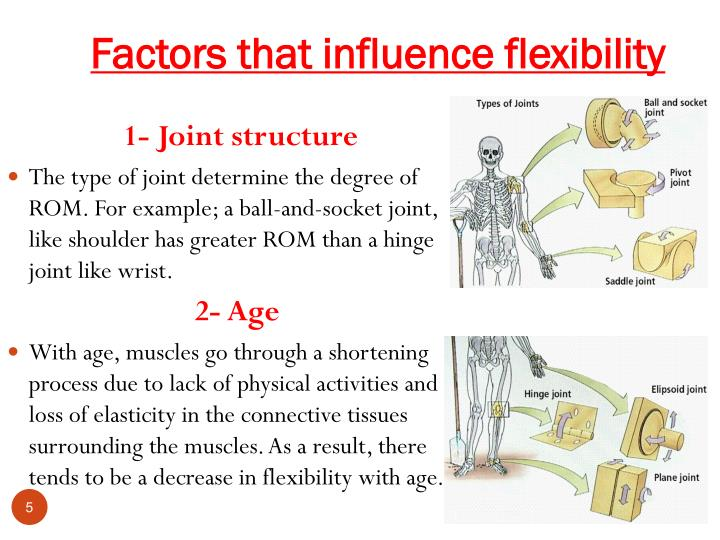 Factors that influence flexibility
1- Joint structure
• The type of joint determine the degree of
ROM. For example; a ball-and-socket joint,
like shoulder has greater ROM than a hinge
joint like wrist.
2- Age
• With age, muscles go through a shortening
process due to lack of physical activities and
loss of elasticity in the connective tissues
surrounding the muscles. As a result, there
tends to be a decrease in flexibility with age.
Types of Joints
Ball and socket
joint
Pivot
joint
Saddle joint
Hinge joint
Elipsoid joint
Plane joint
5